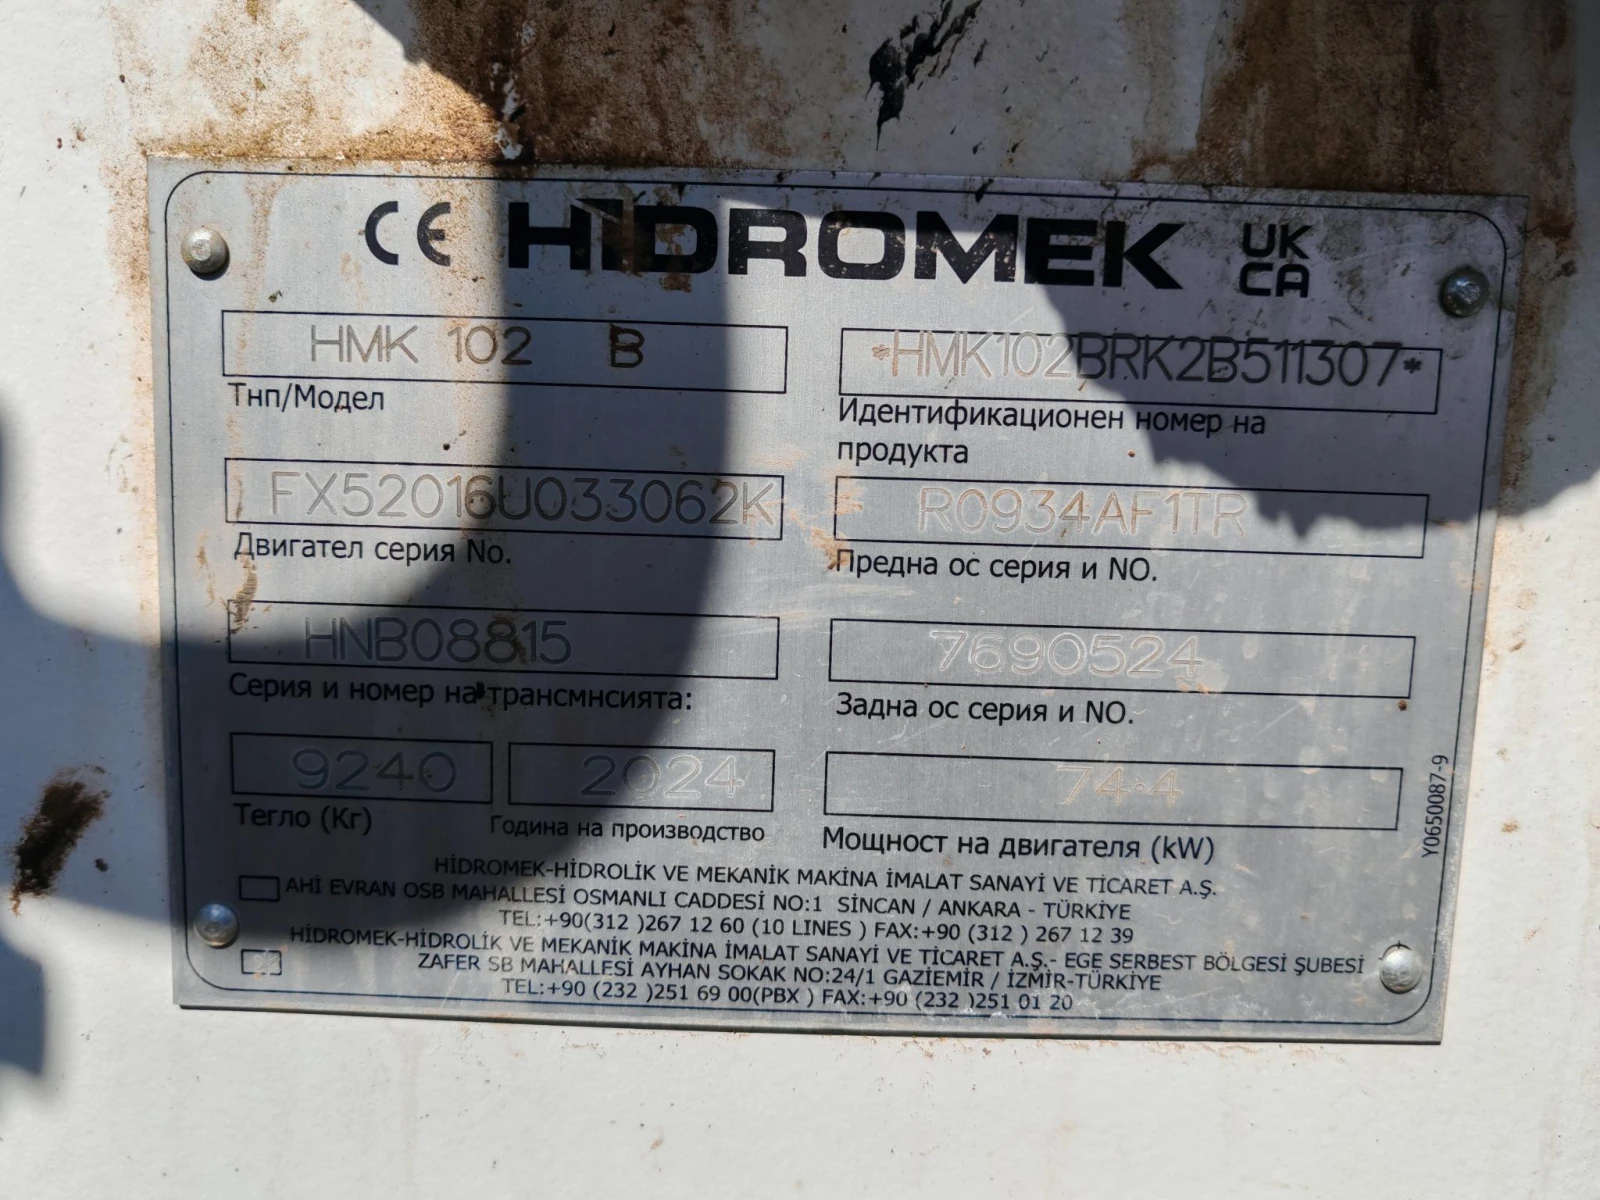 CE HİDROMEK UK CA
HMK 102 B
Тнп/Модел
*HMK102BRK2B511307*
Идентификационен номер на
продукта
FX52016U033062K
Двигател серия No.
R0934AF1TR
Предна ос серия и NO.
HNB08815
Серия и номер на трансмнсията:
7690524
Задна ос серия и NO.
9240
Тегло (Кг)
2024
Година на производство
74.4
Мощност на двигателя (kW)
Y0650087-9
HİDROMEK-HİDROLİK VE MEKANİK MAKİNA İMALAT SANAYİ VE TİCARET A.Ş.
AHİ EVRAN OSB MAHALLESİ OSMANLI CADDESİ NO:1 SİNCAN / ANKARA - TÜRKİYE
TEL:+90(312 )267 12 60 (10 LINES ) FAX:+90 (312 ) 267 12 39
HİDROMEK-HİDROLİK VE MEKANİK MAKİNA İMALAT SANAYİ VE TİCARET A.Ş.- EGE SERBEST BÖLGESİ ŞUBESİ
ZAFER SB MAHALLESİ AYHAN SOKAK NO:24/1 GAZİEMİR / İZMİR-TÜRKİYE
TEL:+90 (232 )251 69 00(PBX ) FAX:+90 (232 )251 01 20